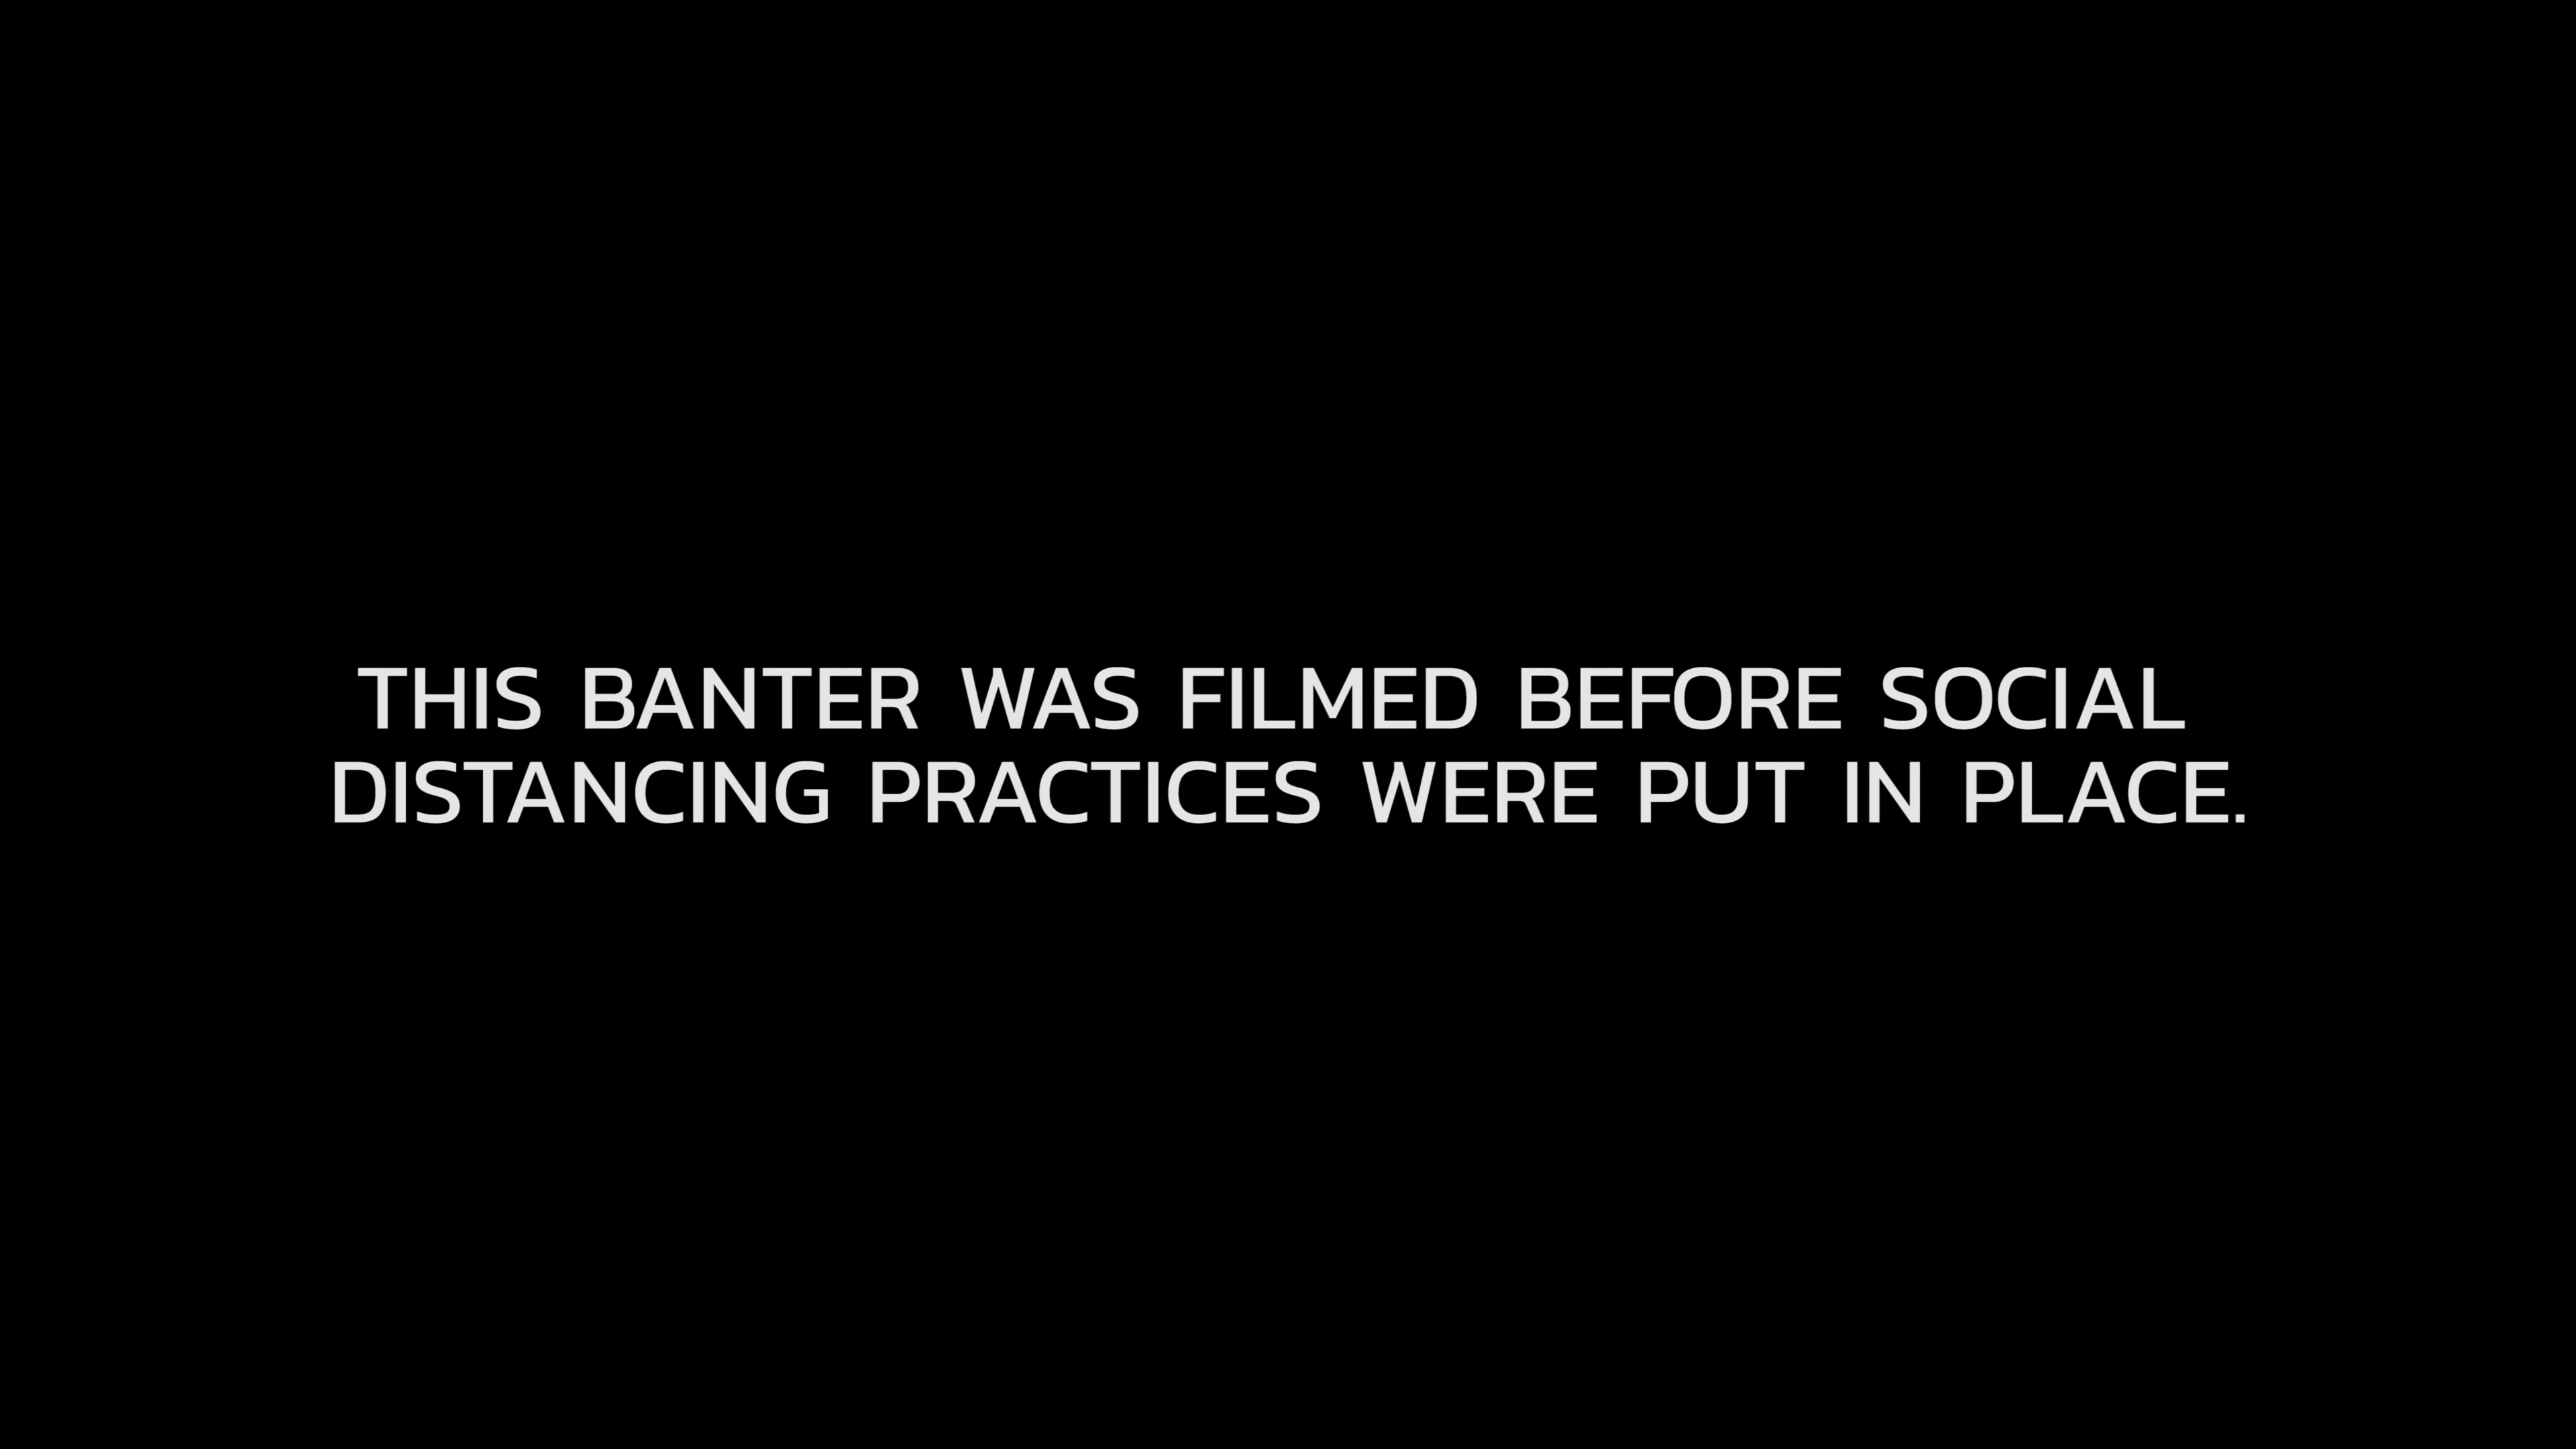 THIS BANTER WAS FILMED BEFORE SOCIAL
DISTANCING PRACTICES WERE PUT IN PLACE.